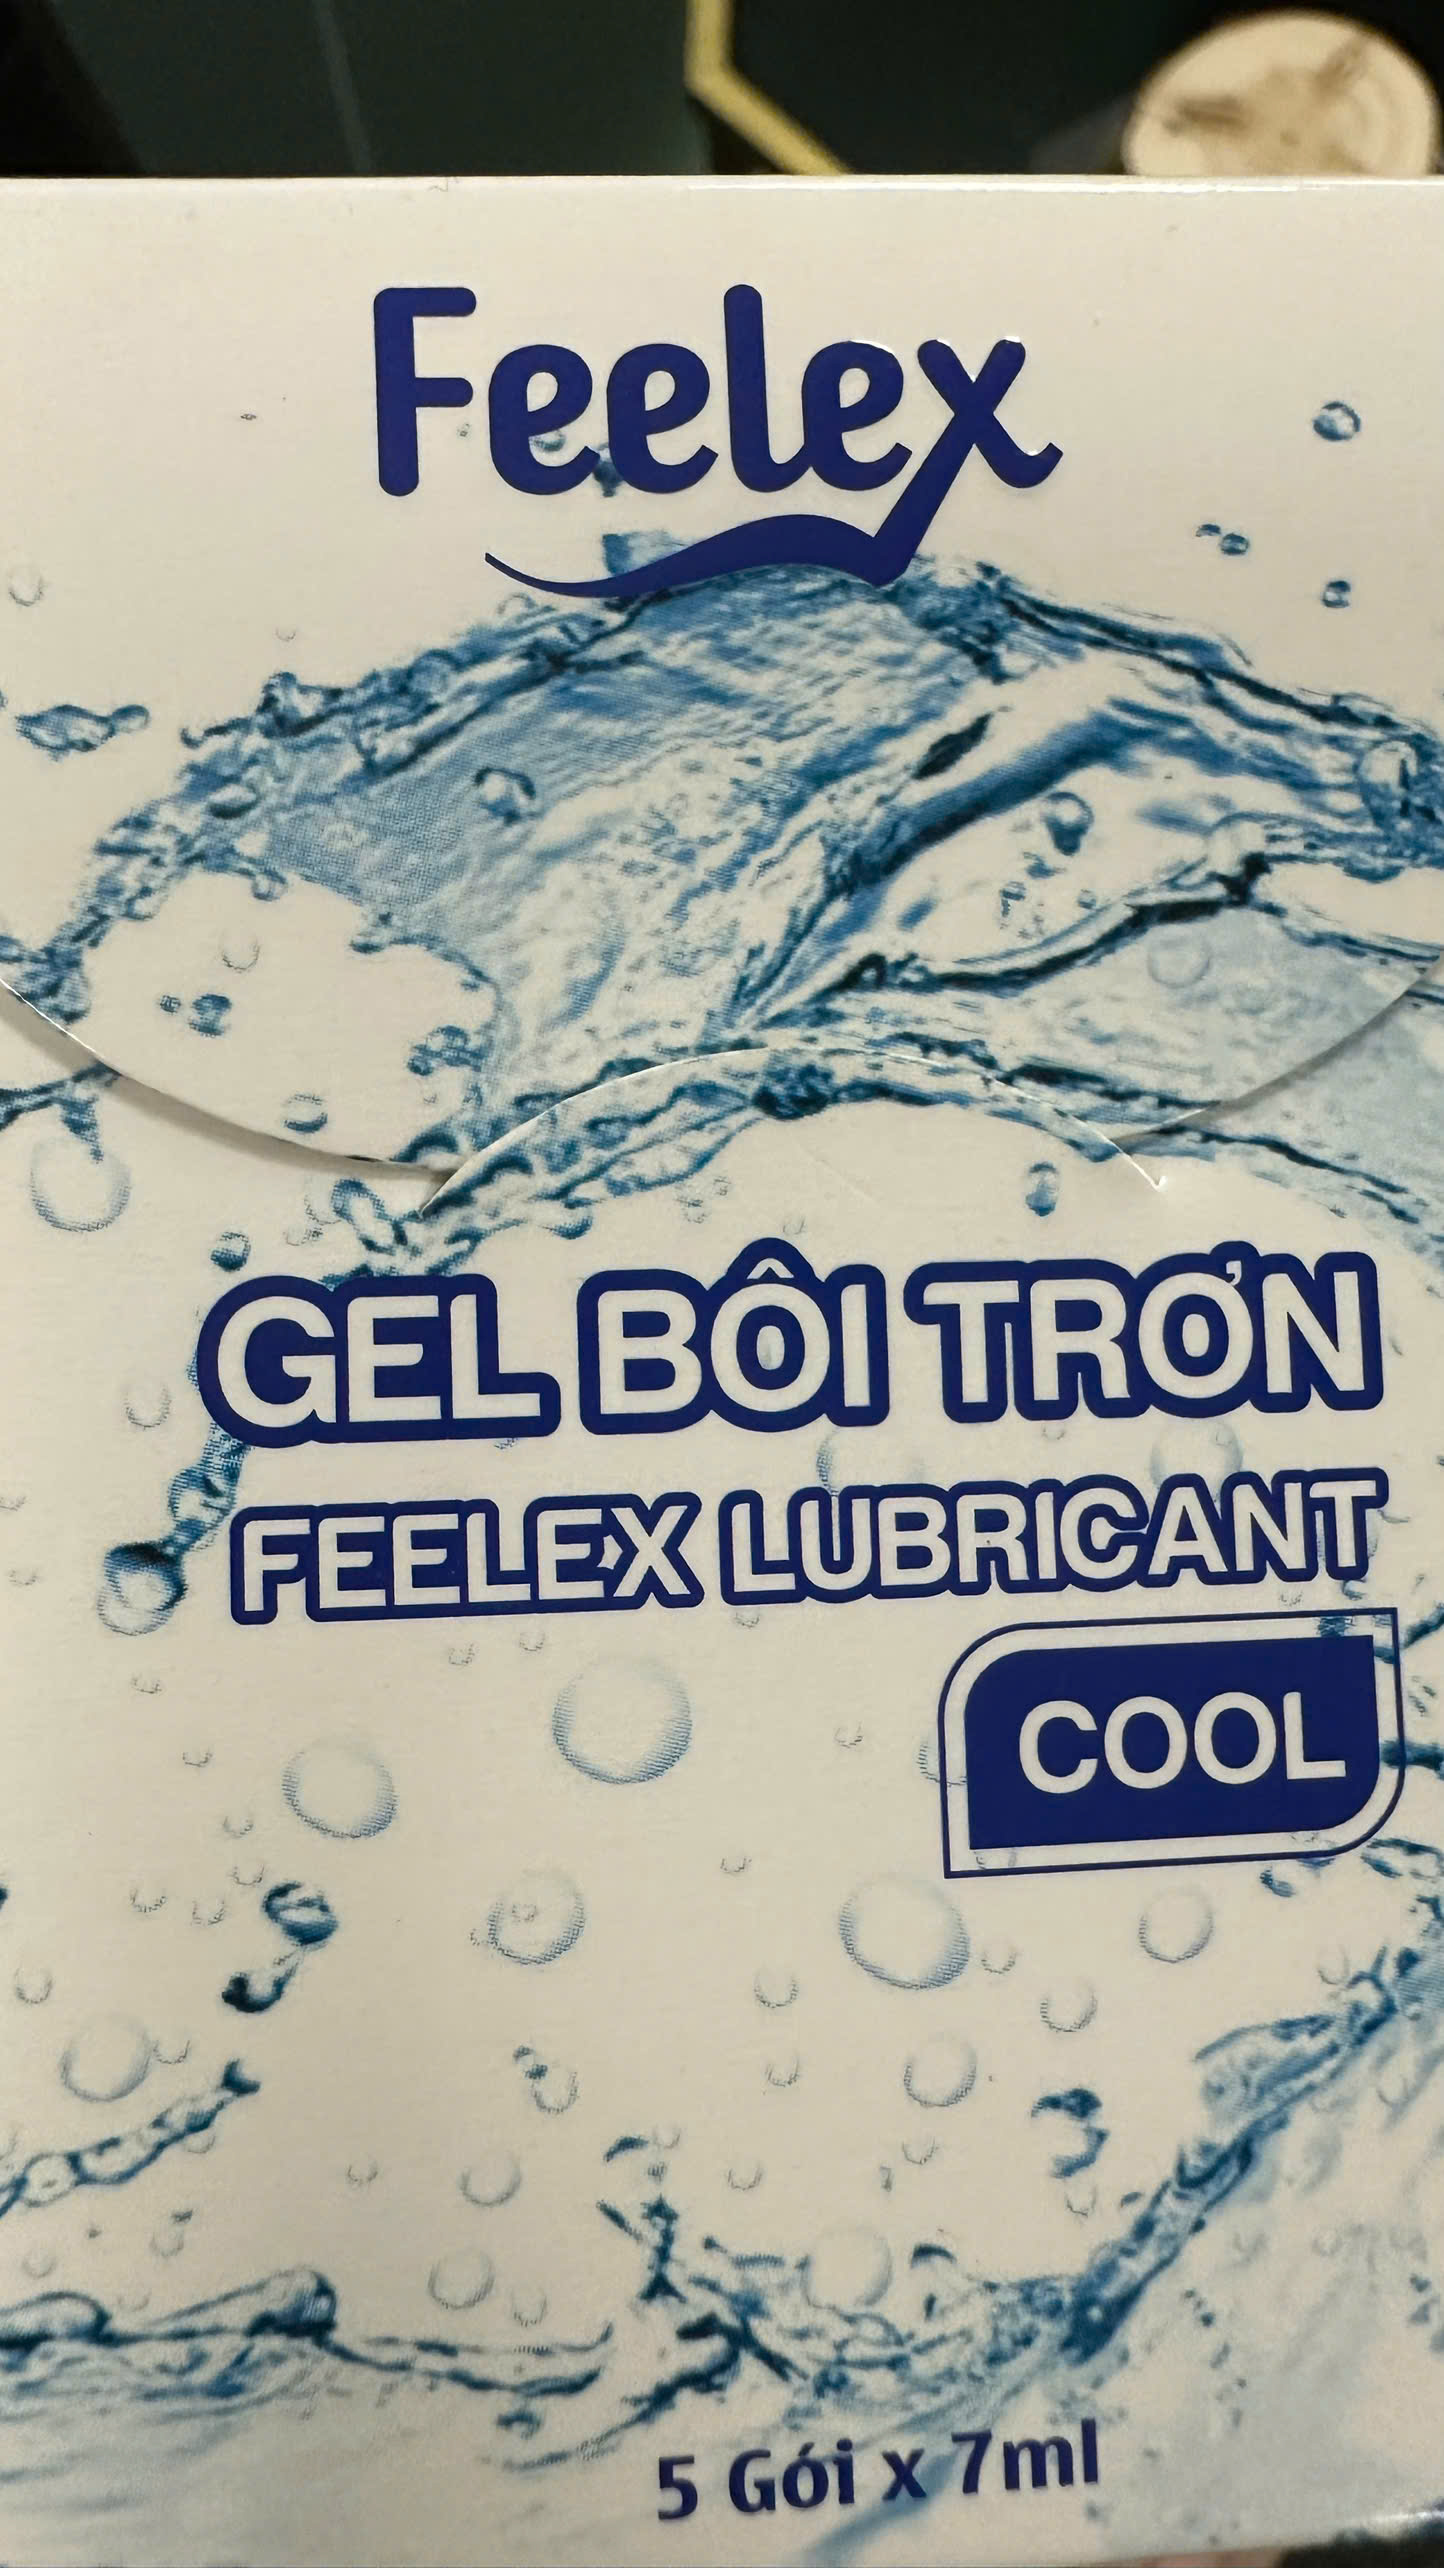 Feelex
GEL BÔI TRƠN
FEELEX LUBRICANT
COOL
5 Gói x 7ml